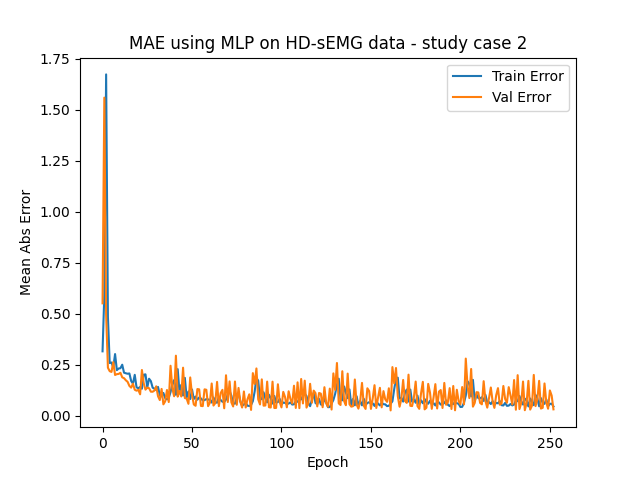 MAE using MLP on HD-sEMG data - study case 2
Train Error
Val Error
Mean Abs Error
1.75
1.50
1.25
1.00
0.75
0.50
0.25
0.00
0
50
100
150
200
250
Epoch